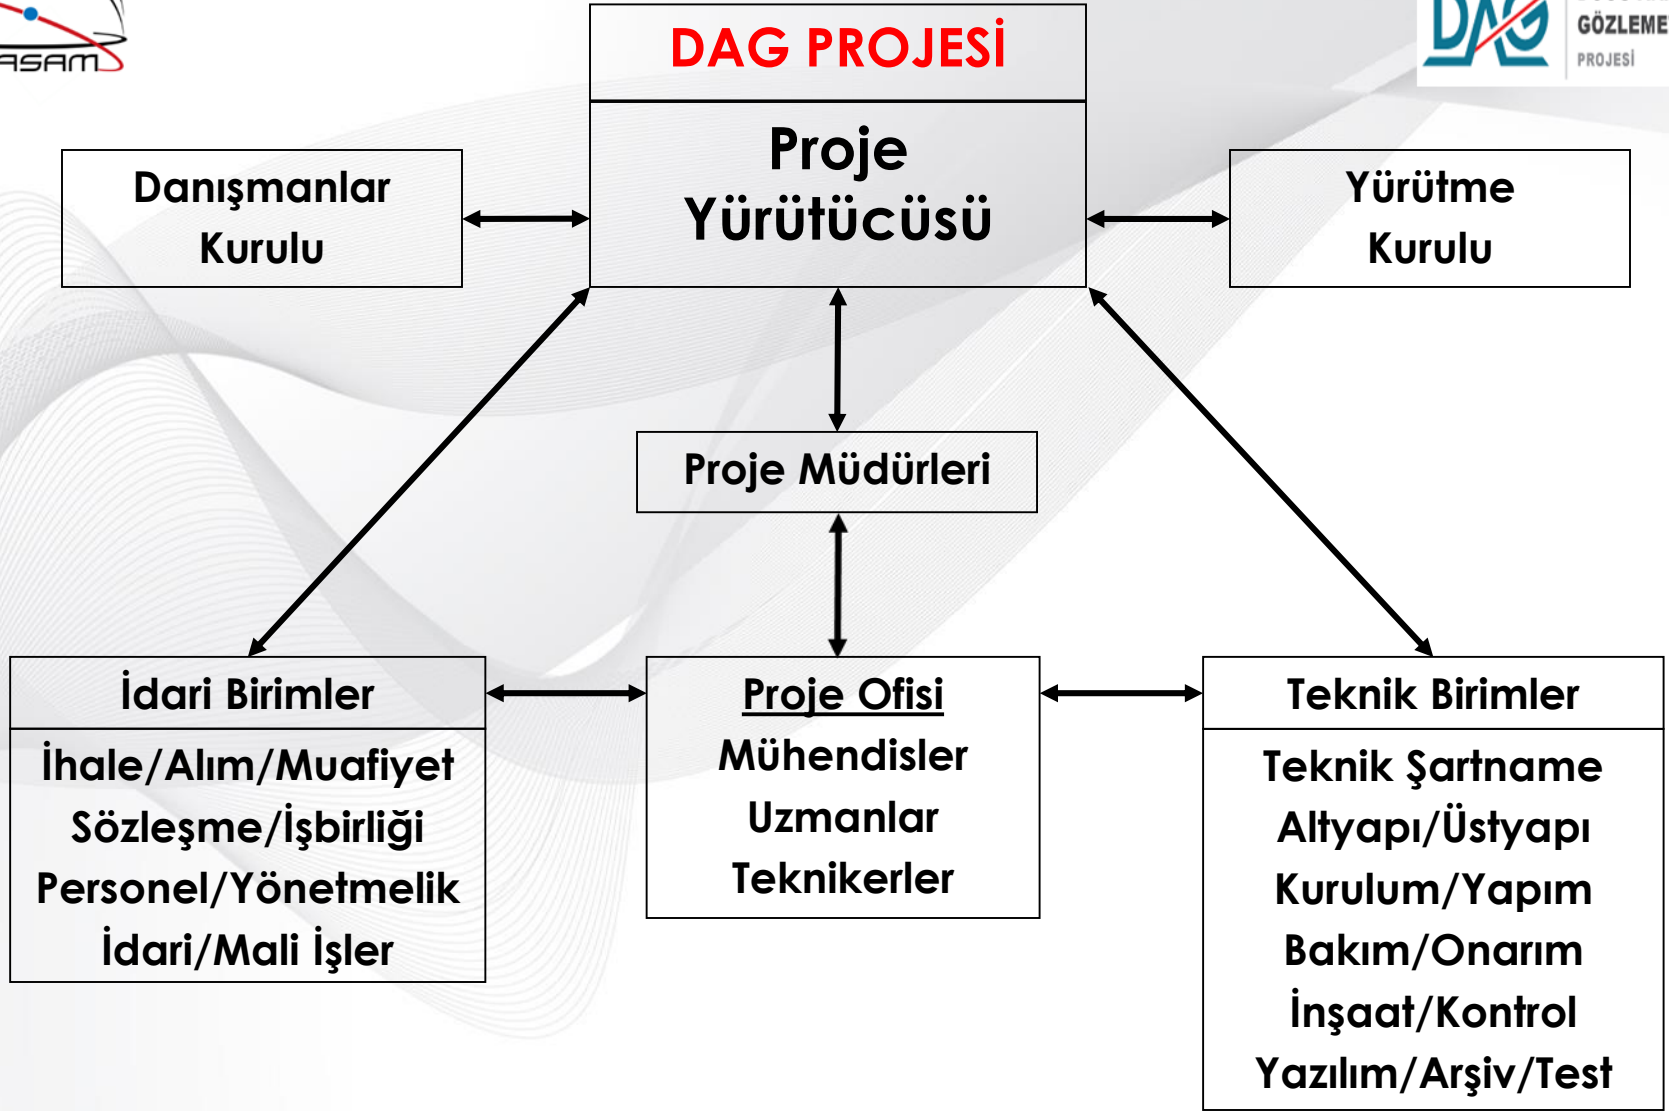 DAG PROJESİ
GÖZLEME
PROJESİ
DAG
ASAM
Proje
Yürütücüsü
Danışmanlar
Kurulu
Yürütme
Kurulu
Proje Müdürleri
İdari Birimler
İhale/Alım/Muafiyet
Sözleşme/İşbirliği
Personel/Yönetmelik
İdari/Mali İşler
Proje Ofisi
Mühendisler
Uzmanlar
Teknikerler
Teknik Birimler
Teknik Şartname
Altyapı/Üstyapı
Kurulum/Yapım
Bakım/Onarım
İnşaat/Kontrol
Yazılım/Arşiv/Test